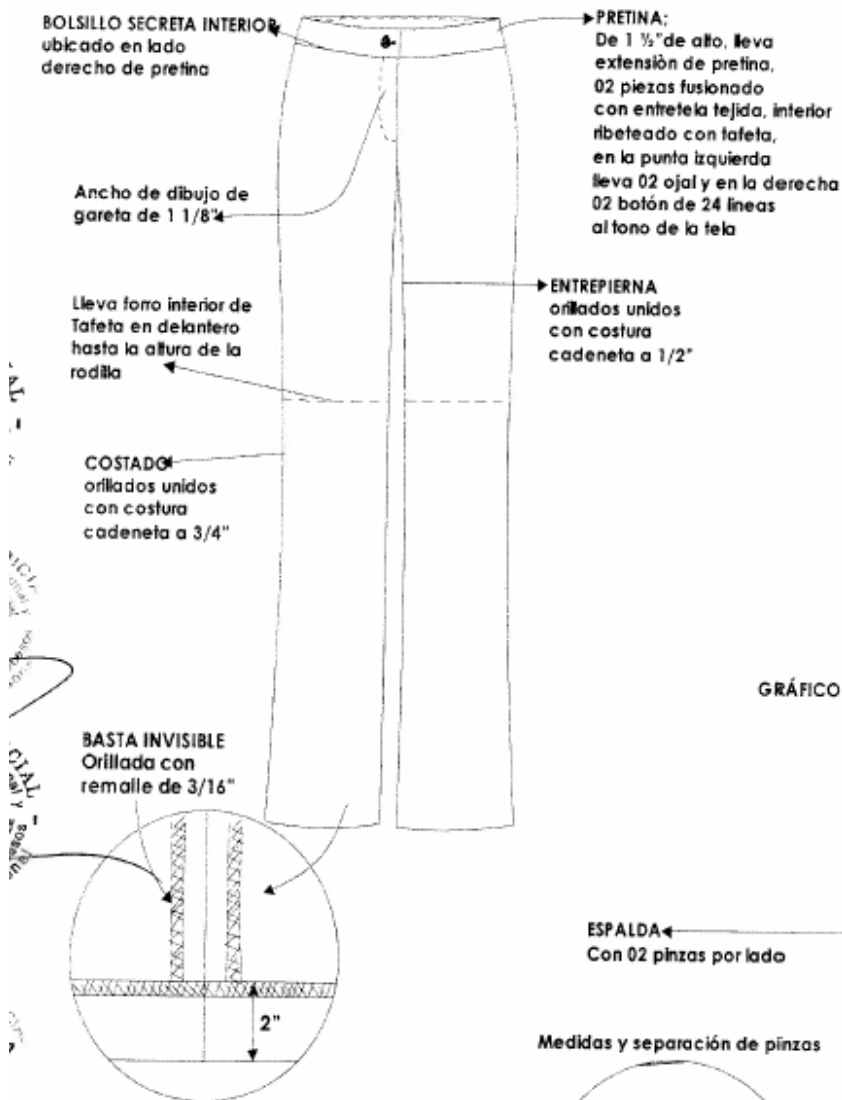 BOLSILLO SECRETA INTERIOR
ubicado en lado
derecho de pretina
PRETINA;
De 1 ½"de alto, lleva
extensiòn de pretina,
02 piezas fusionado
con entretela tejida, interior
ribeteado con tafeta,
en la punta izquierda
lleva 02 ojal y en la derecha
02 botón de 24 lineas
al tono de la tela
Ancho de dibujo de
gareta de 1 1/8"
ENTREPIERNA
orillados unidos
con costura
cadeneta a 1/2"
Lleva forro interior de
Tafeta en delantero
hasta la altura de la
rodilla
COSTADO
orillados unidos
con costura
cadeneta a 3/4"
GRÁFICO
BASTA INVISIBLE
Orillada con
remalle de 3/16"
2"
ESPALDA
Con 02 pinzas por lado
Medidas y separación de pinzas